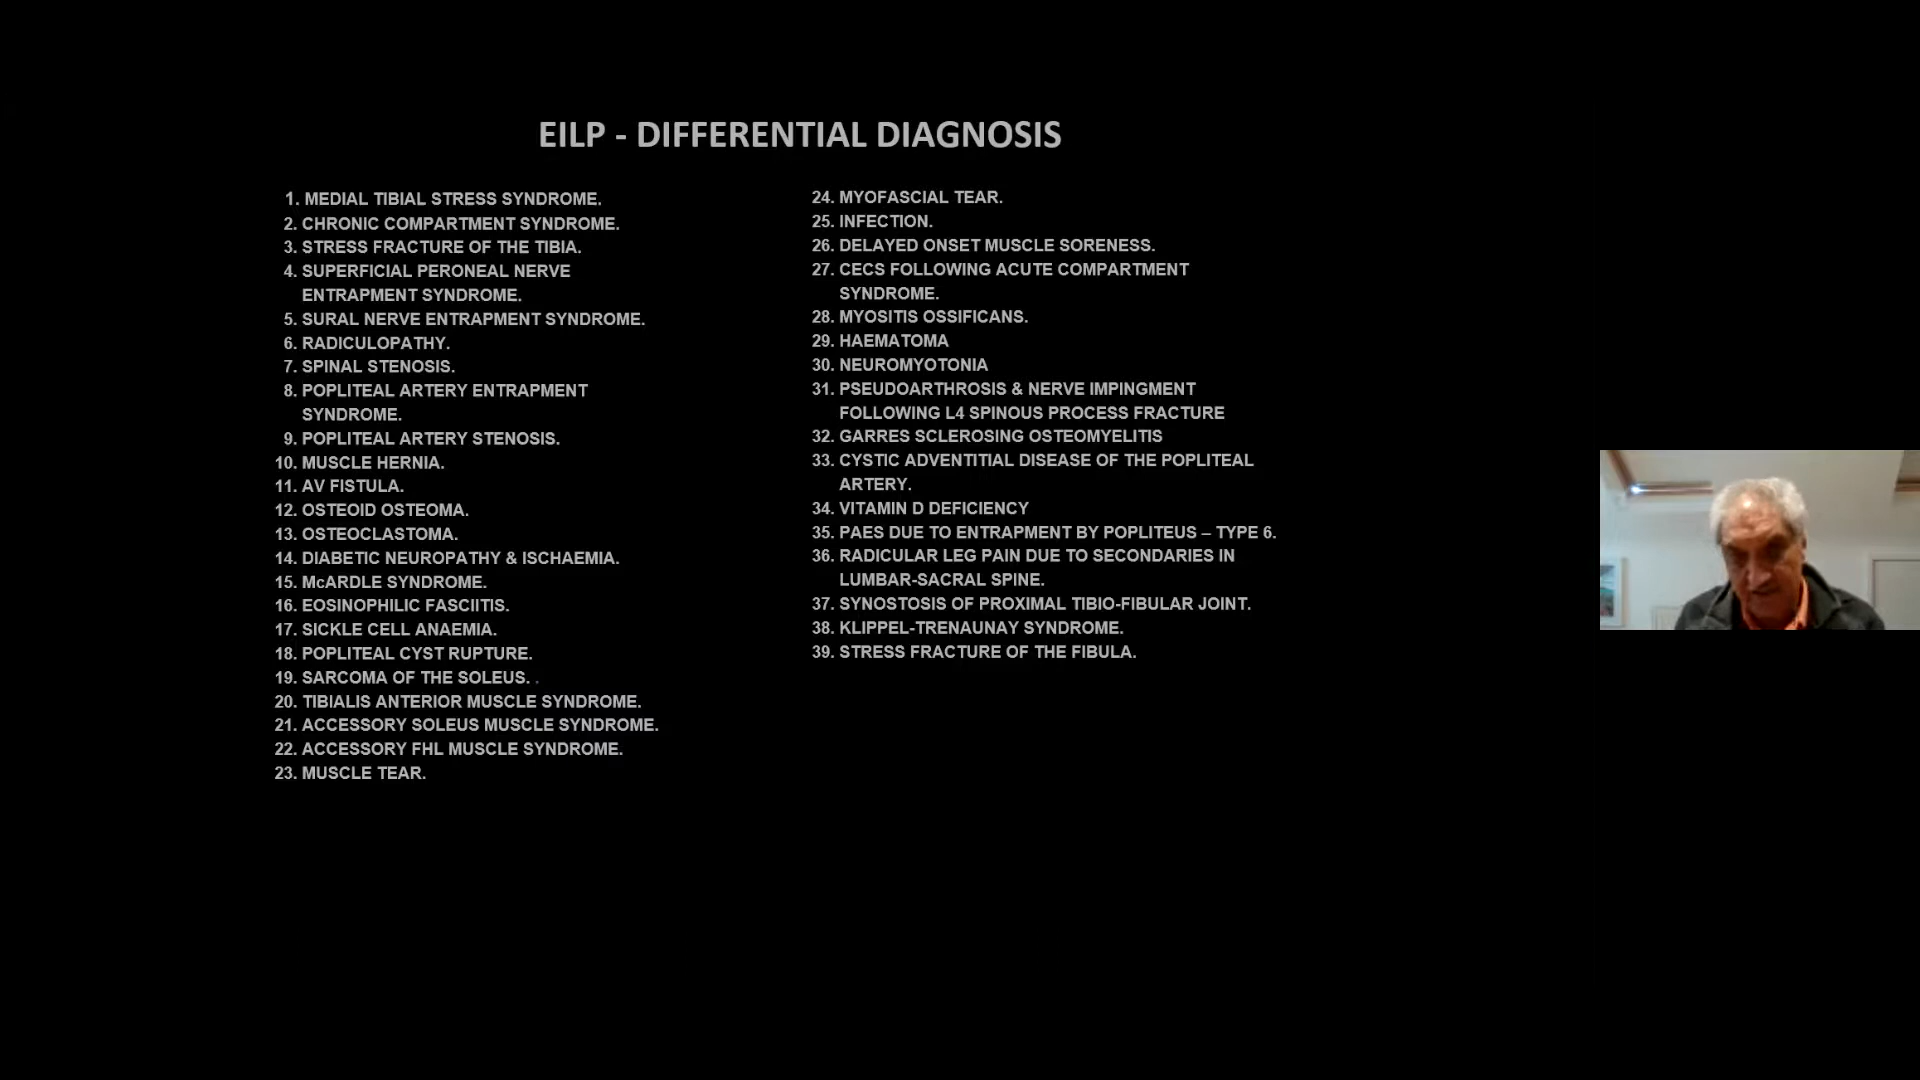 EILP - DIFFERENTIAL DIAGNOSIS
1. MEDIAL TIBIAL STRESS SYNDROME.
2. CHRONIC COMPARTMENT SYNDROME.
3. STRESS FRACTURE OF THE TIBIA.
4. SUPERFICIAL PERONEAL NERVE
ENTRAPMENT SYNDROME.
5. SURAL NERVE ENTRAPMENT SYNDROME.
6. RADICULOPATHY.
7. SPINAL STENOSIS.
8. POPLITEAL ARTERY ENTRAPMENT
SYNDROME.
9. POPLITEAL ARTERY STENOSIS.
10. MUSCLE HERNIA.
11. AV FISTULA.
12. OSTEOID OSTEOMA.
13. OSTEOCLASTOMA.
14. DIABETIC NEUROPATHY & ISCHAEMIA.
15. McARDLE SYNDROME.
16. EOSINOPHILIC FASCIITIS.
17. SICKLE CELL ANAEMIA.
18. POPLITEAL CYST RUPTURE.
19. SARCOMA OF THE SOLEUS. .
20. TIBIALIS ANTERIOR MUSCLE SYNDROME.
21. ACCESSORY SOLEUS MUSCLE SYNDROME.
22. ACCESSORY FHL MUSCLE SYNDROME.
23. MUSCLE TEAR.
24. MYOFASCIAL TEAR.
25. INFECTION.
26. DELAYED ONSET MUSCLE SORENESS.
27. CECS FOLLOWING ACUTE COMPARTMENT
SYNDROME.
28. MYOSITIS OSSIFICANS.
29. HAEMATOMA
30. NEUROMYOTONIA
31. PSEUDOARTHROSIS & NERVE IMPINGMENT
FOLLOWING L4 SPINOUS PROCESS FRACTURE
32. GARRES SCLEROSING OSTEOMYELITIS
33. CYSTIC ADVENTITIAL DISEASE OF THE POPLITEAL
ARTERY.
34. VITAMIN D DEFICIENCY
35. PAES DUE TO ENTRAPMENT BY POPLITEUS – TYPE 6.
36. RADICULAR LEG PAIN DUE TO SECONDARIES IN
LUMBAR-SACRAL SPINE.
37. SYNOSTOSIS OF PROXIMAL TIBIO-FIBULAR JOINT.
38. KLIPPEL-TRENAUNAY SYNDROME.
39. STRESS FRACTURE OF THE FIBULA.